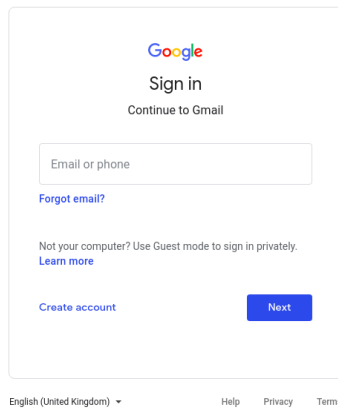 Google
Sign in
Continue to Gmail
Email or phone
Forgot email?
Not your computer? Use Guest mode to sign in privately.
Learn more
Create account
Next
English (United Kingdom)
Help Privacy Term